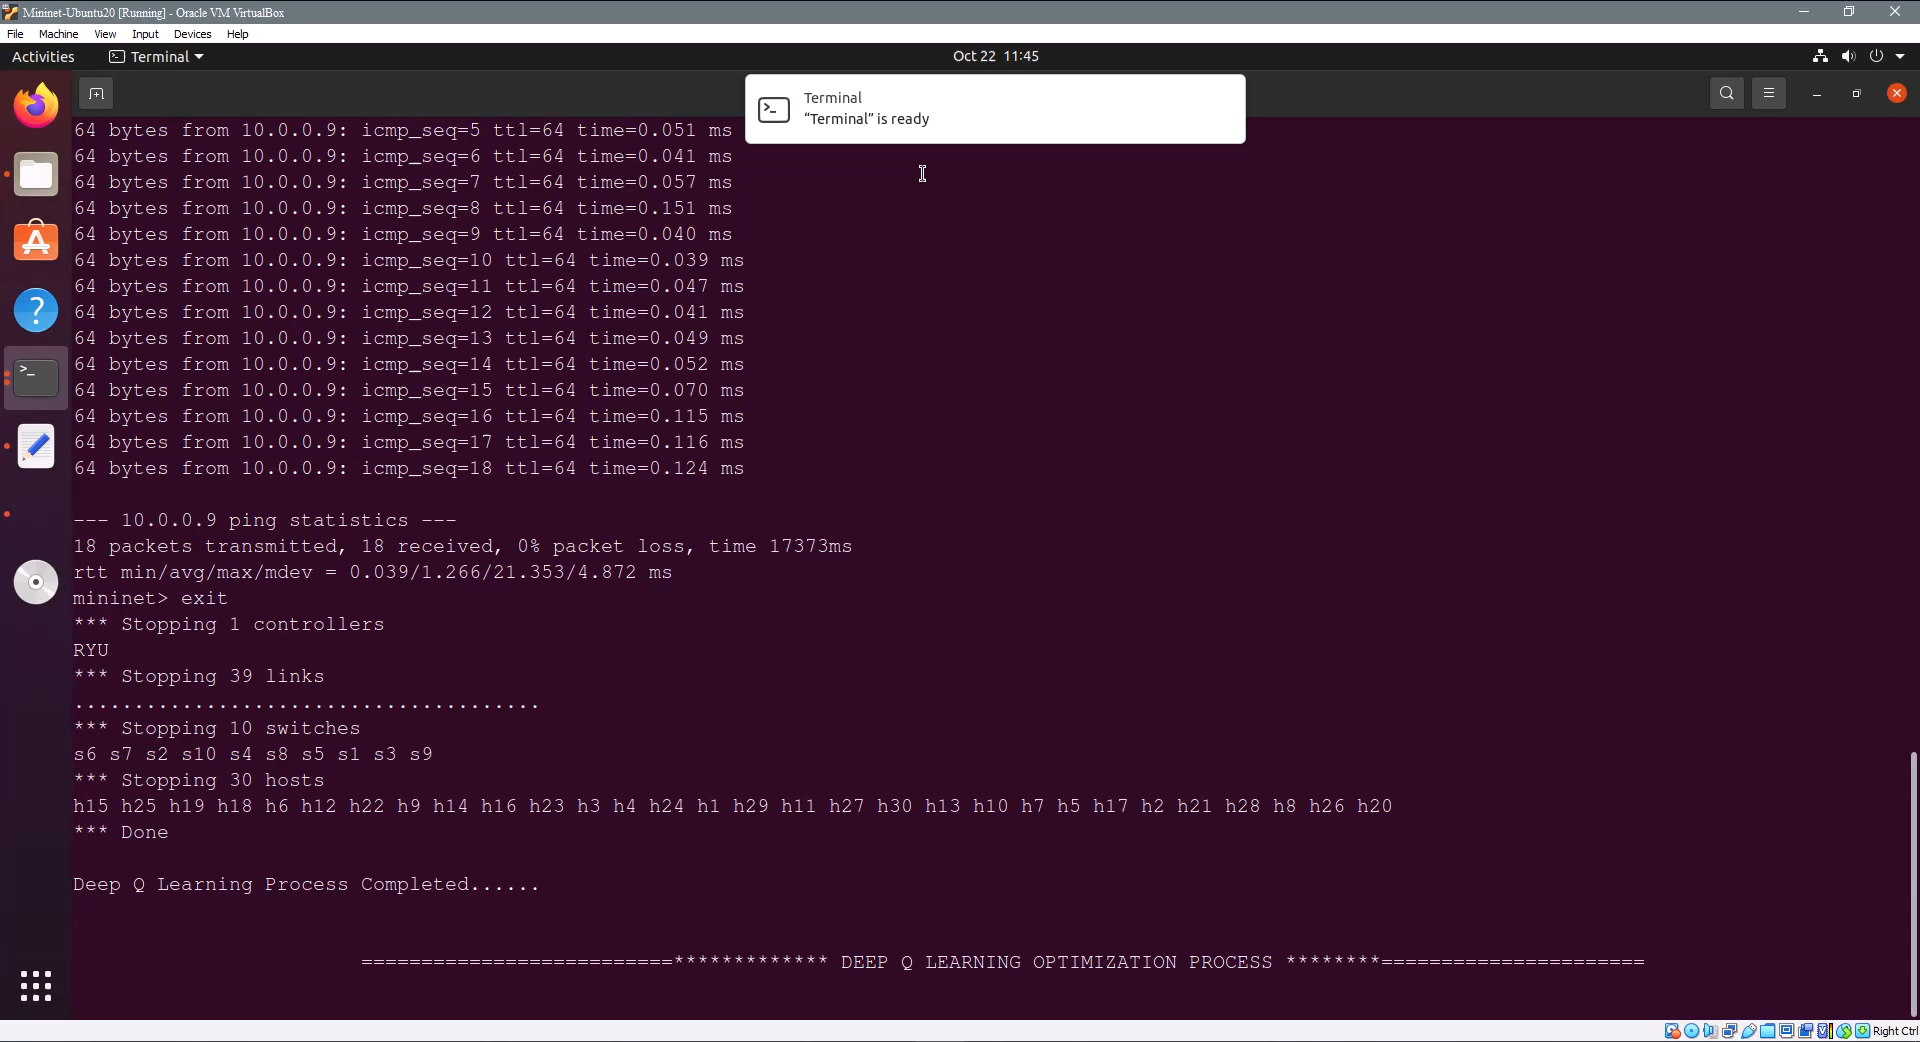 Mininet-Ubuntu20 [Running] - Oracle VM VirtualBox
File Machine View Input Devices Help
Activities Terminal Oct 22 11:45
Terminal
“Terminal” is ready
64 bytes from 10.0.0.9: icmp_seq=5 ttl=64 time=0.051 ms
64 bytes from 10.0.0.9: icmp_seq=6 ttl=64 time=0.041 ms
64 bytes from 10.0.0.9: icmp_seq=7 ttl=64 time=0.057 ms
64 bytes from 10.0.0.9: icmp_seq=8 ttl=64 time=0.151 ms
64 bytes from 10.0.0.9: icmp_seq=9 ttl=64 time=0.040 ms
64 bytes from 10.0.0.9: icmp_seq=10 ttl=64 time=0.039 ms
64 bytes from 10.0.0.9: icmp_seq=11 ttl=64 time=0.047 ms
64 bytes from 10.0.0.9: icmp_seq=12 ttl=64 time=0.041 ms
64 bytes from 10.0.0.9: icmp_seq=13 ttl=64 time=0.049 ms
64 bytes from 10.0.0.9: icmp_seq=14 ttl=64 time=0.052 ms
64 bytes from 10.0.0.9: icmp_seq=15 ttl=64 time=0.070 ms
64 bytes from 10.0.0.9: icmp_seq=16 ttl=64 time=0.115 ms
64 bytes from 10.0.0.9: icmp_seq=17 ttl=64 time=0.116 ms
64 bytes from 10.0.0.9: icmp_seq=18 ttl=64 time=0.124 ms
--- 10.0.0.9 ping statistics ---
18 packets transmitted, 18 received, 0% packet loss, time 17373ms
rtt min/avg/max/mdev = 0.039/1.266/21.353/4.872 ms
mininet> exit
*** Stopping 1 controllers
RYU
*** Stopping 39 links
.......................................
*** Stopping 10 switches
s6 s7 s2 s10 s4 s8 s5 s1 s3 s9
*** Stopping 30 hosts
h15 h25 h19 h18 h6 h12 h22 h9 h14 h16 h23 h3 h4 h24 h1 h29 h11 h27 h30 h13 h10 h7 h5 h17 h2 h21 h28 h8 h26 h20
*** Done
Deep Q Learning Process Completed......
==========================************* DEEP Q LEARNING OPTIMIZATION PROCESS ********======================
Right Ctrl